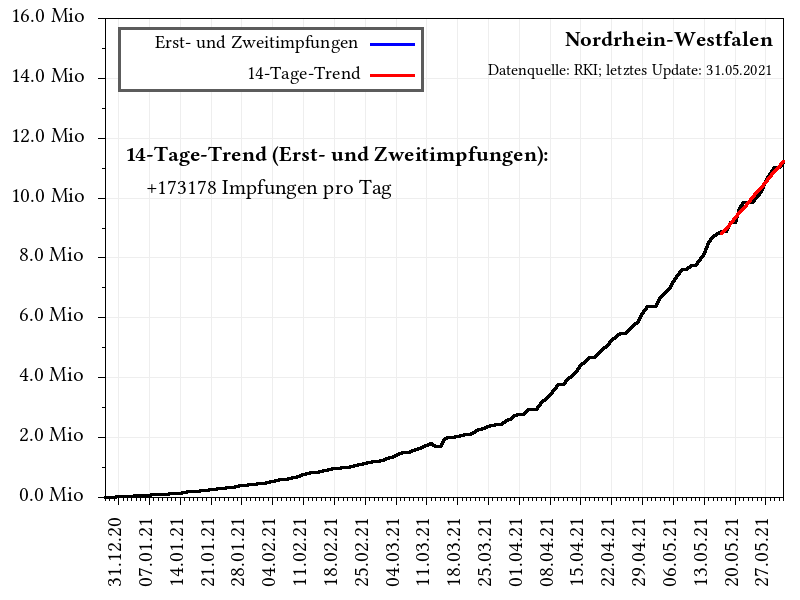 16.0 Mio
14.0 Mio
12.0 Mio
10.0 Mio
8.0 Mio
6.0 Mio
4.0 Mio
2.0 Mio
0.0 Mio
Erst- und Zweitimpfungen
14-Tage-Trend
Nordrhein-Westfalen
Datenquelle: RKI; letztes Update: 31.05.2021
14-Tage-Trend (Erst- und Zweitimpfungen):
+173178 Impfungen pro Tag
31.12.20
07.01.21
14.01.21
21.01.21
28.01.21
04.02.21
11.02.21
18.02.21
25.02.21
04.03.21
11.03.21
18.03.21
25.03.21
01.04.21
08.04.21
15.04.21
22.04.21
29.04.21
06.05.21
13.05.21
20.05.21
27.05.21